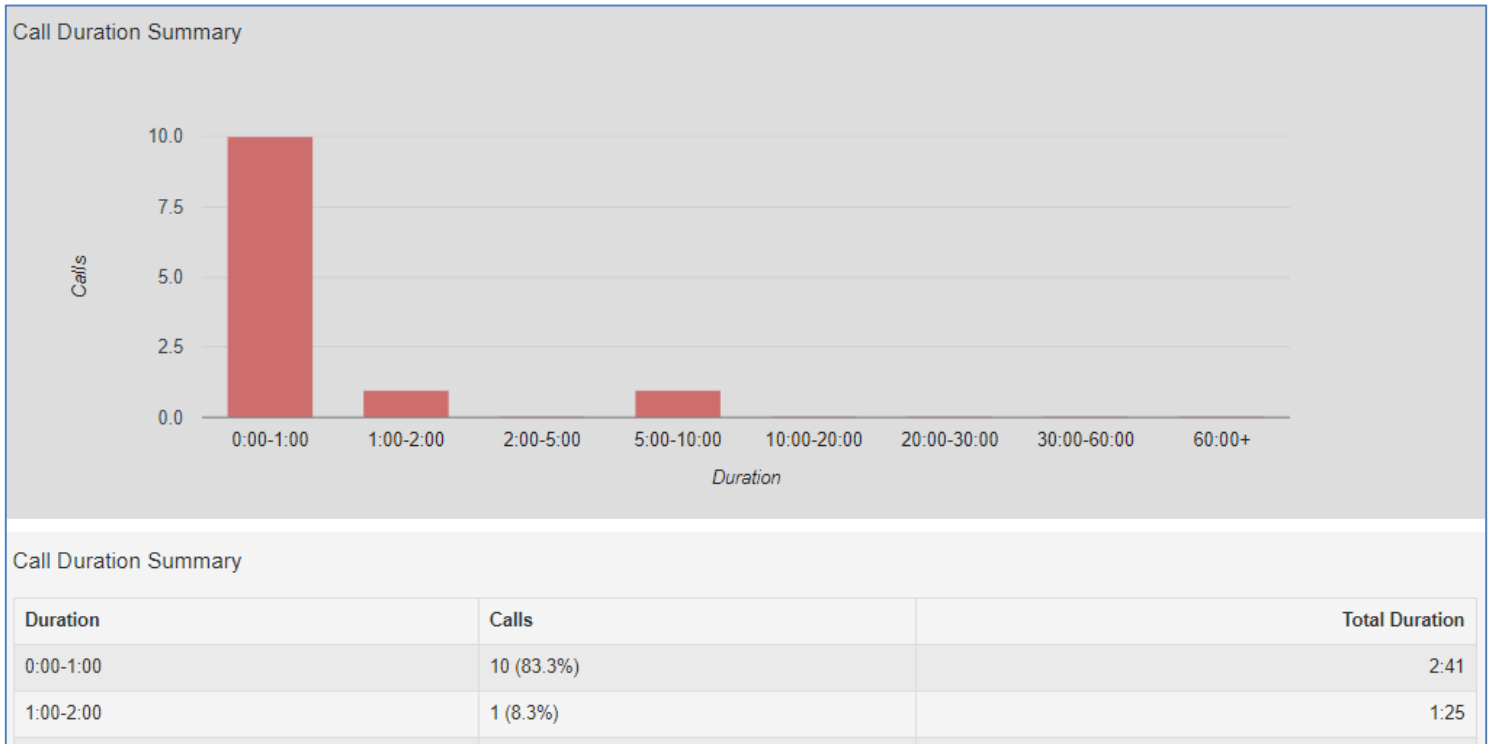 Call Duration Summary
10.0
7.5
Calls
5.0
2.5
0.0
0:00-1:00 1:00-2:00 2:00-5:00 5:00-10:00 10:00-20:00 20:00-30:00 30:00-60:00 60:00+
Duration
Call Duration Summary
Duration Calls Total Duration
0:00-1:00 10 (83.3%) 2:41
1:00-2:00 1 (8.3%) 1:25